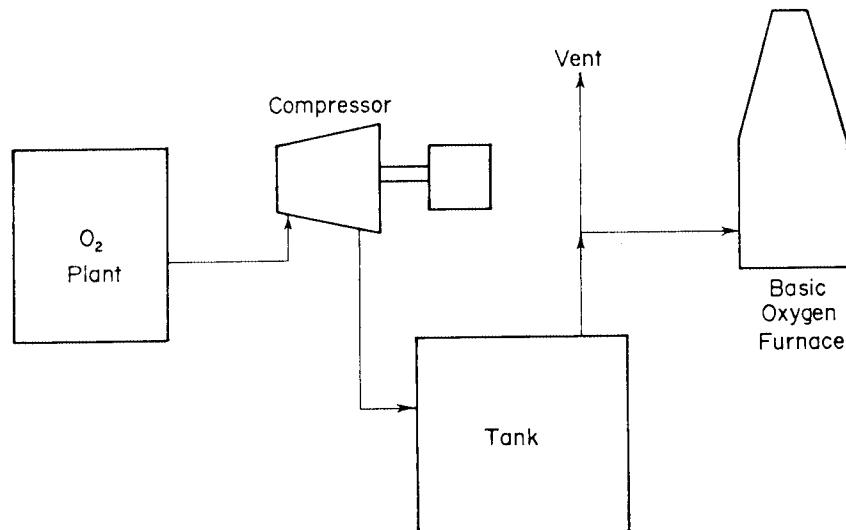 Vent
Compressor
O₂
Plant
Basic
Oxygen
Furnace
Tank